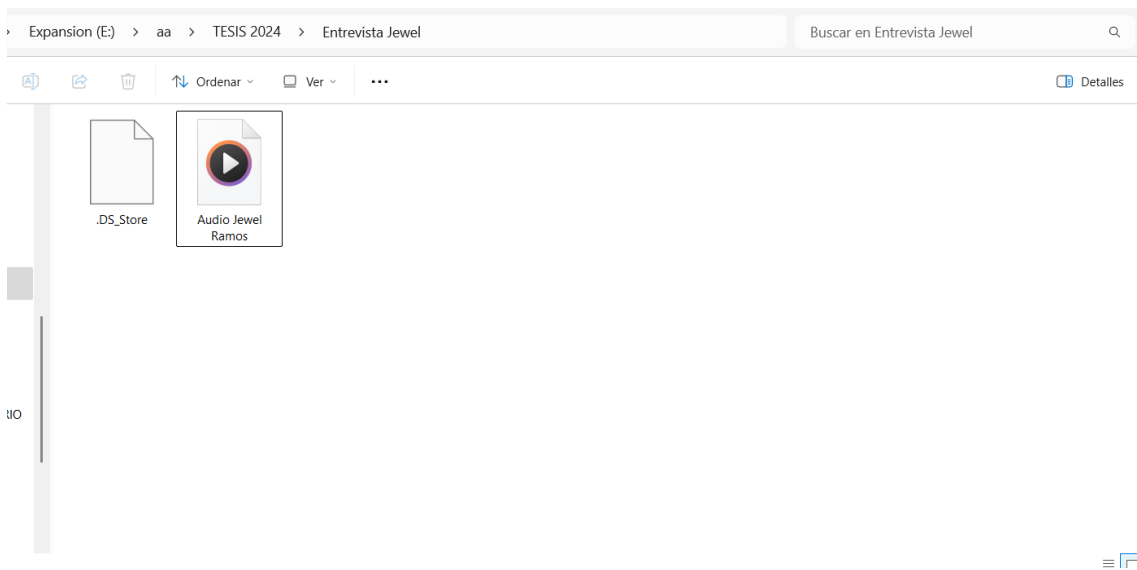 Expansion (E:) > aa > TESIS 2024 > Entrevista Jewel
Buscar en Entrevista Jewel
Ordenar
Ver
Detalles
.DS_Store
Audio Jewel
Ramos
RIO